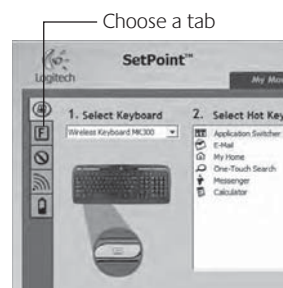 Choose a tab
Logitech
SetPoint™
My Mou
1. Select Keyboard
2. Select Hot Key
Wireless Keyboard MK300
Application Switcher
E-Mail
My Home
One-Touch Search
Messenger
Calculator
F